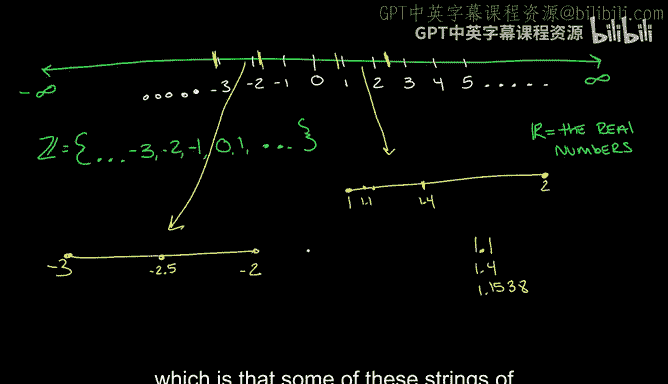 GPT中英字幕课程资源@bilibili
GPT中英字幕课程资源 bilibili
-∞ ..... -3 -2 -1 0 1 2 3 4 5 ..... ∞
ℤ = {... -3, -2, -1, 0, 1, ...}
ℝ = THE REAL
NUMBERS
1 1.1 1.4 2
-3 -2.5 -2
1.1
1.4
1.1538
which is that some of these strings of